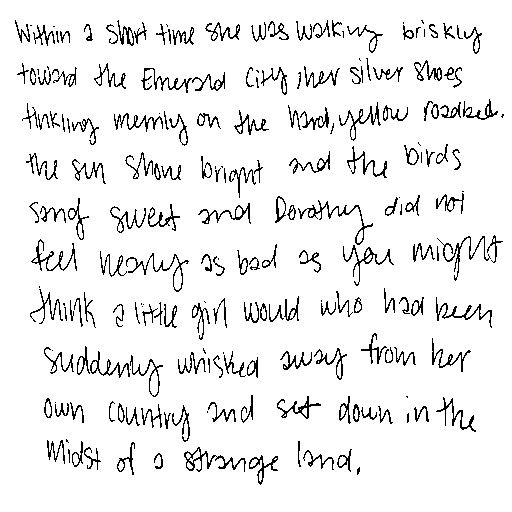 Within a short time she was walking briskly
toward the Emerald City, her silver shoes
tinkling merrily on the hard, yellow roadbed.
the sun shone bright and the birds
sang sweet and Dorothy did not
feel nearly as bad as you might
think a little girl would who had been
suddenly whisked away from her
own country and set down in the
midst of a strange land.